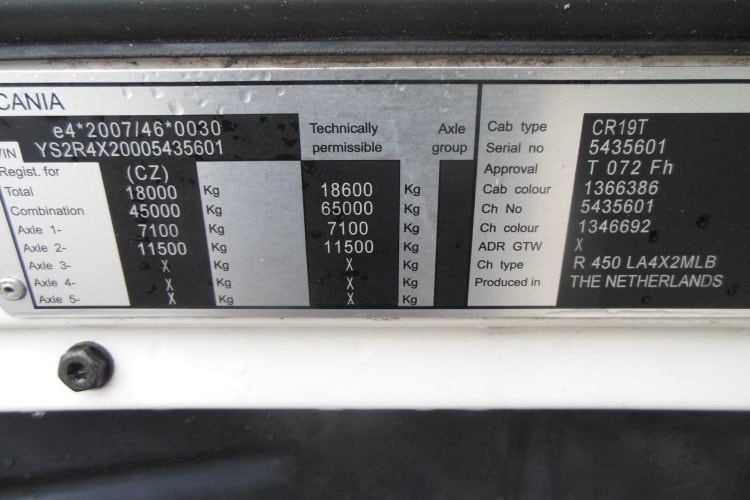 CANIA
e4*2007/46*0030
VIN YS2R4X20005435601
Technically permissible
Axle group
Regist. for (CZ)
Total 18000 Kg 18600 Kg
Combination 45000 Kg 65000 Kg
Axle 1- 7100 Kg 7100 Kg
Axle 2- 11500 Kg 11500 Kg
Axle 3- X Kg X Kg
Axle 4- X Kg X Kg
Axle 5- X Kg X Kg
Cab type CR19T
Serial no 5435601
Approval T 072 Fh
Cab colour 1366386
Ch No 5435601
Ch colour 1346692
ADR GTW X
Ch type R 450 LA4X2MLB
Produced in THE NETHERLANDS